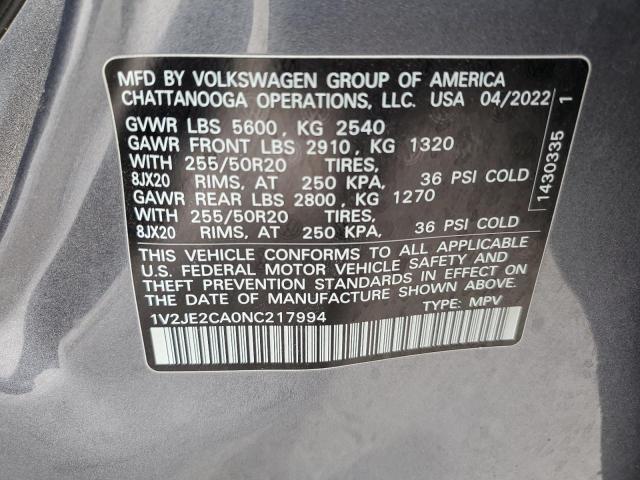 MFD BY VOLKSWAGEN GROUP OF AMERICA
CHATTANOOGA OPERATIONS, LLC. USA 04/2022
GVWR LBS 5600, KG 2540
GAWR FRONT LBS 2910, KG 1320
WITH 255/50R20 TIRES,
8JX20 RIMS, AT 250 KPA, 36 PSI COLD
GAWR REAR LBS 2800, KG 1270
WITH 255/50R20 TIRES,
8JX20 RIMS, AT 250 KPA, 36 PSI COLD
THIS VEHICLE CONFORMS TO ALL APPLICABLE
U.S. FEDERAL MOTOR VEHICLE SAFETY AND
THEFT PREVENTION STANDARDS IN EFFECT ON
THE DATE OF MANUFACTURE SHOWN ABOVE.
1V2JE2CA0NC217994 TYPE: MPV
1430335 1